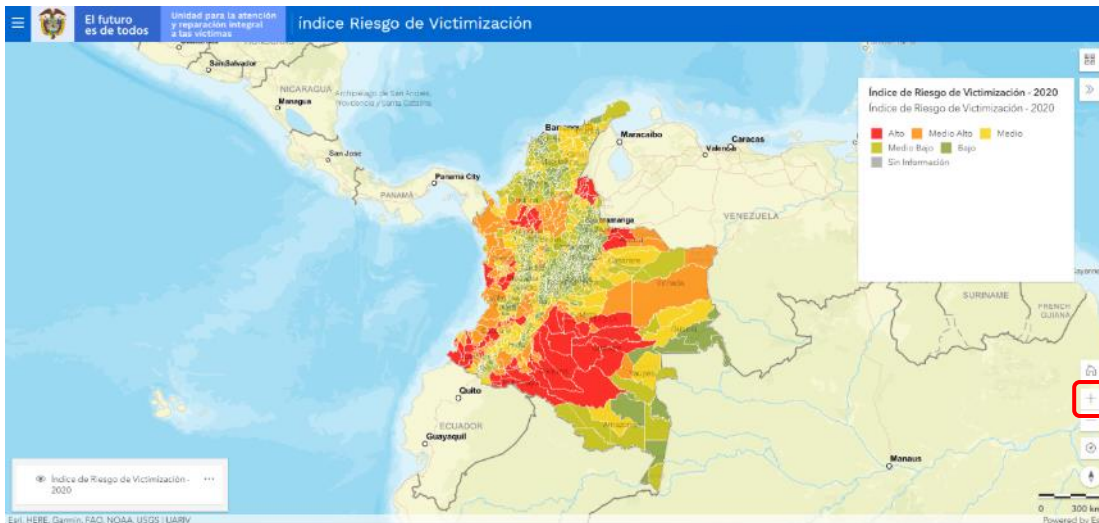 El futuro
es de todos
Unidad para la atención
y reparación integral
a las víctimas
índice Riesgo de Victimización
San Salvador
NICARAGUA
Managua
Archipiélago de San Andrés,
Providencia y Santa Catalina
San Jose
Panama City
PANAMÁ
Maracaibo
Caracas
Valencia
VENEZUELA
Índice de Riesgo de Victimización - 2020
Índice de Riesgo de Victimización - 2020
Alto Medio Alto Medio
Medio Bajo Bajo
Sin Información
SURINAME
FRENCH
GUIANA
Quito
ECUADOR
Guayaquil
Manaus
Índice de Riesgo de Victimización -
2020
Esri, HERE, Garmin, FAO, NOAA, USGS | UARIV
0 300 km